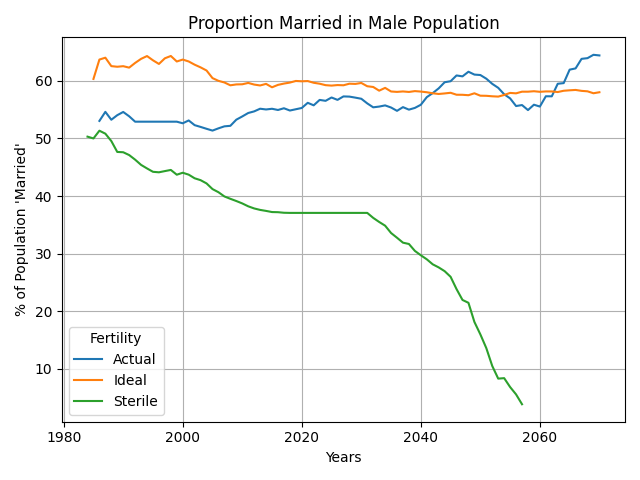 Proportion Married in Male Population
% of Population 'Married'
60
50
40
30
20
10
Fertility
Actual
Ideal
Sterile
1980
2000
2020
2040
2060
Years